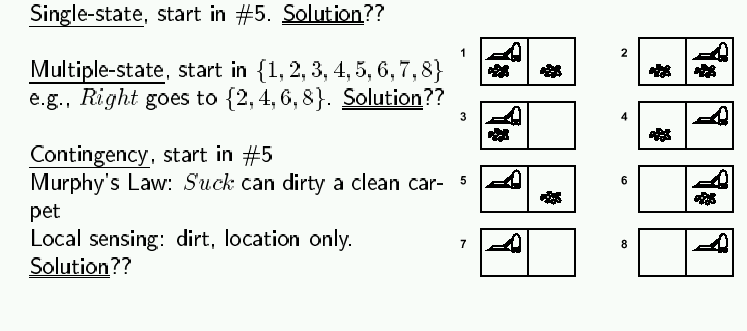 Single-state, start in #5. Solution??
Multiple-state, start in {1, 2, 3, 4, 5, 6, 7, 8}
e.g., Right goes to {2, 4, 6, 8}. Solution??
Contingency, start in #5
Murphy's Law: Suck can dirty a clean car-
pet
Local sensing: dirt, location only.
Solution??
1
2
3
4
5
6
7
8